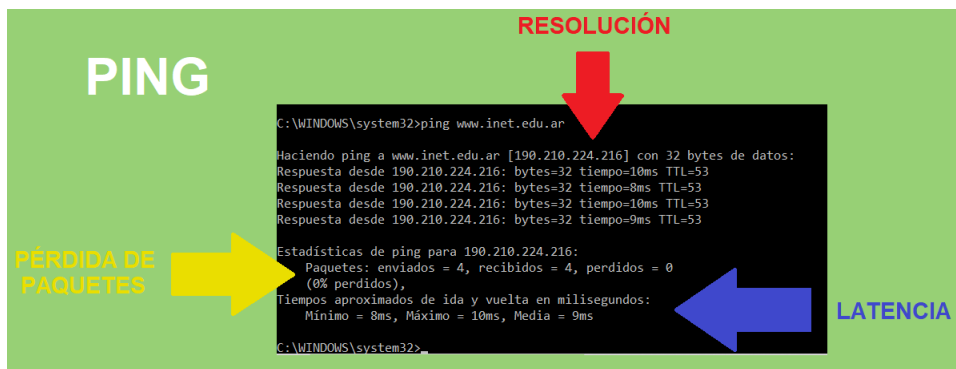 RESOLUCIÓN
PING
C:\WINDOWS\system32>ping www.inet.edu.ar
Haciendo ping a www.inet.edu.ar [190.210.224.216] con 32 bytes de datos:
Respuesta desde 190.210.224.216: bytes=32 tiempo=10ms TTL=53
Respuesta desde 190.210.224.216: bytes=32 tiempo=8ms TTL=53
Respuesta desde 190.210.224.216: bytes=32 tiempo=10ms TTL=53
Respuesta desde 190.210.224.216: bytes=32 tiempo=9ms TTL=53
Estadísticas de ping para 190.210.224.216:
Paquetes: enviados = 4, recibidos = 4, perdidos = 0
(0% perdidos),
Tiempos aproximados de ida y vuelta en milisegundos:
Mínimo = 8ms, Máximo = 10ms, Media = 9ms
C:\WINDOWS\system32>_
PÉRDIDA DE
PAQUETES
LATENCIA